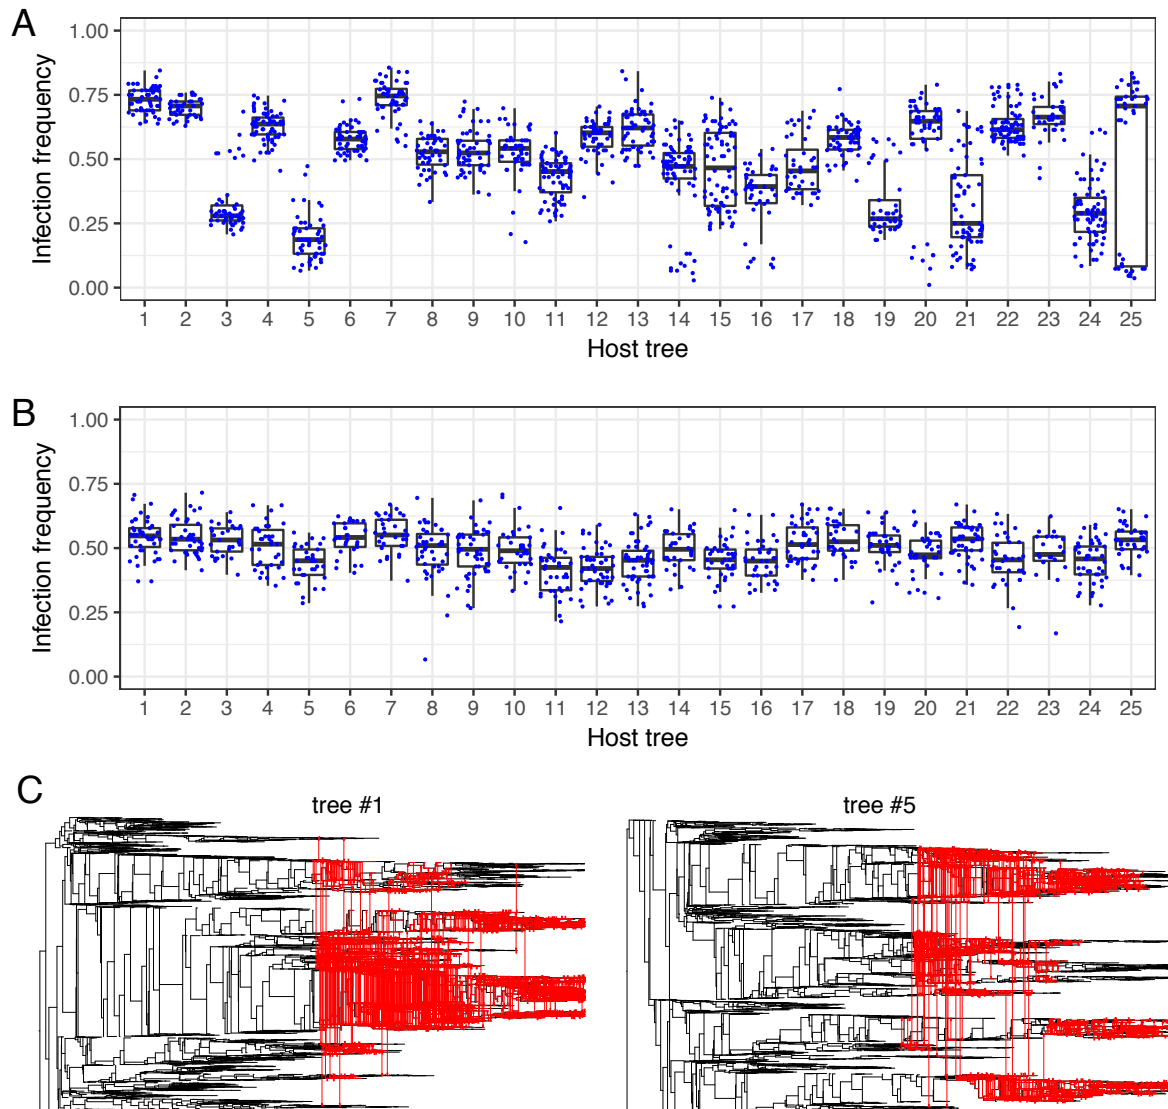 A
Infection frequency
1.00
0.75
0.50
0.25
0.00
1 2 3 4 5 6 7 8 9 10 11 12 13 14 15 16 17 18 19 20 21 22 23 24 25
Host tree
B
Infection frequency
1.00
0.75
0.50
0.25
0.00
1 2 3 4 5 6 7 8 9 10 11 12 13 14 15 16 17 18 19 20 21 22 23 24 25
Host tree
C
tree #1 tree #5